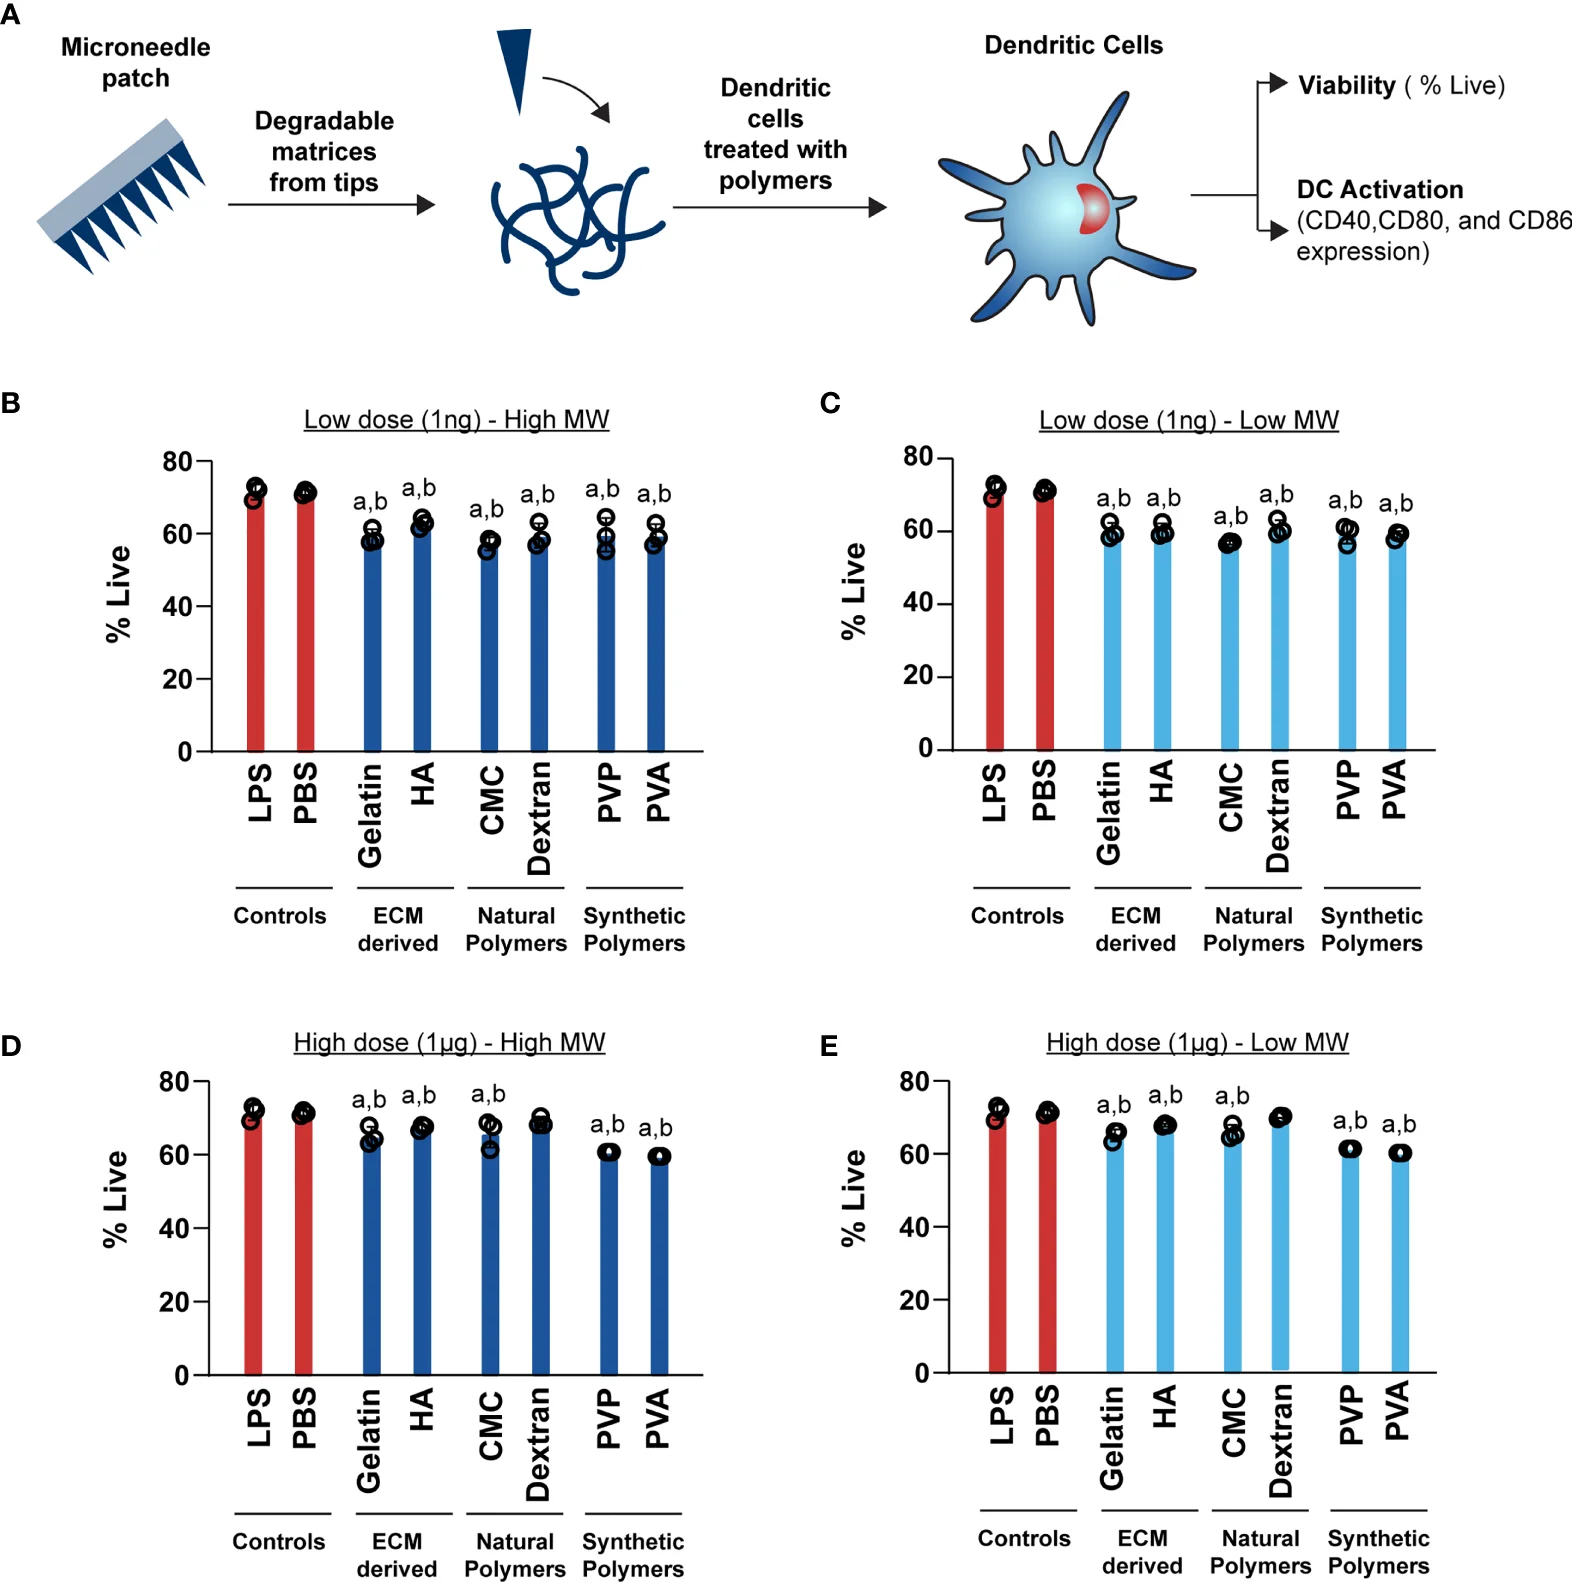 A
Microneedle
patch
Degradable
matrices
from tips
Dendritic
cells
treated with
polymers
Dendritic Cells
Viability ( % Live)
DC Activation
(CD40,CD80, and CD86
expression)
B
Low dose (1ng) - High MW
% Live
80
60
40
20
0
a,b
a,b
a,b
a,b
a,b
a,b
LPS
PBS
Gelatin
HA
CMC
Dextran
PVP
PVA
Controls
ECM
derived
Natural
Polymers
Synthetic
Polymers
C
Low dose (1ng) - Low MW
% Live
80
60
40
20
0
a,b
a,b
a,b
a,b
a,b
a,b
LPS
PBS
Gelatin
HA
CMC
Dextran
PVP
PVA
Controls
ECM
derived
Natural
Polymers
Synthetic
Polymers
D
High dose (1µg) - High MW
% Live
80
60
40
20
0
a,b
a,b
a,b
a,b
a,b
LPS
PBS
Gelatin
HA
CMC
Dextran
PVP
PVA
Controls
ECM
derived
Natural
Polymers
Synthetic
Polymers
E
High dose (1µg) - Low MW
% Live
80
60
40
20
0
a,b
a,b
a,b
a,b
a,b
LPS
PBS
Gelatin
HA
CMC
Dextran
PVP
PVA
Controls
ECM
derived
Natural
Polymers
Synthetic
Polymers